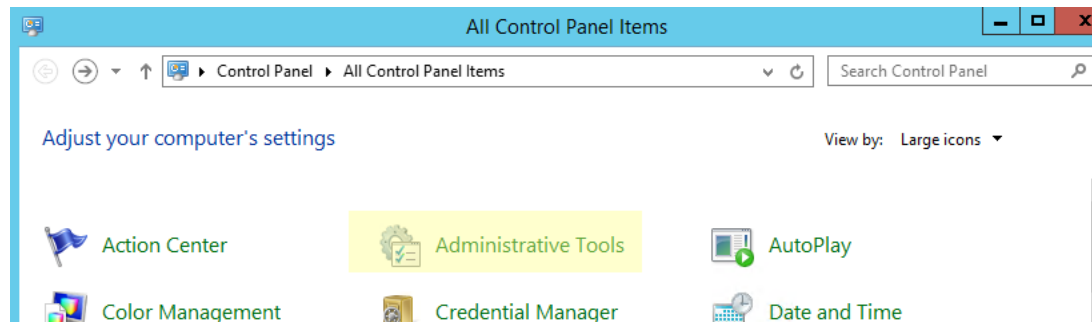 All Control Panel Items
Control Panel All Control Panel Items Search Control Panel
Adjust your computer's settings View by: Large icons
Action Center Administrative Tools AutoPlay
Color Management Credential Manager Date and Time